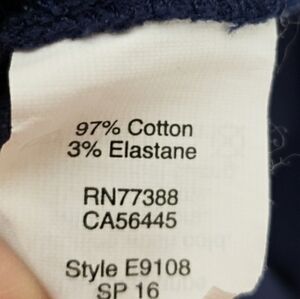 97% Cotton
3% Elastane
RN77388
CA56445
Style E9108
SP 16